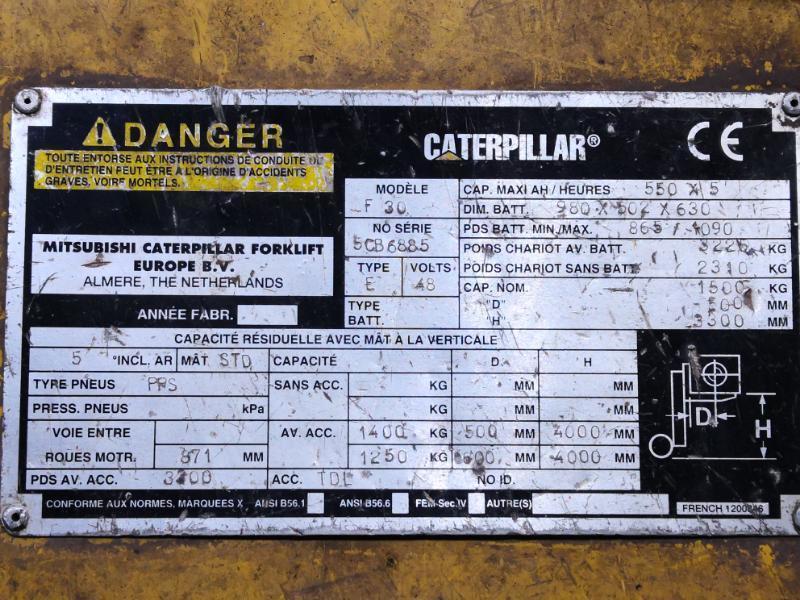 DANGER
TOUTE ENTORSE AUX INSTRUCTIONS DE CONDUITE OU
D'ENTRETIEN PEUT ÊTRE À L'ORIGINE D'ACCIDENTS
GRAVES, VOIRE MORTELS.
CATERPILLAR® CE
MITSUBISHI CATERPILLAR FORKLIFT
EUROPE B.V.
ALMERE, THE NETHERLANDS
ANNÉE FABR.
MODÈLE
F 30
NO SÉRIE
5CB6885
TYPE VOLTS
E 48
TYPE
BATT.
CAP. MAXI AH / HEURES 550 X 5
DIM. BATT. 980 X 502 X 630
PDS BATT. MIN./MAX. 865 / 1090
POIDS CHARIOT AV. BATT. KG
POIDS CHARIOT SANS BATT. 2310 KG
CAP. NOM. 1500 KG
"D" 500 MM
"H" 3300 MM
CAPACITÉ RÉSIDUELLE AVEC MÂT À LA VERTICALE
5 °INCL. AR MÂT STD CAPACITÉ D. H
TYPE PNEUS PPS SANS ACC. KG MM MM
PRESS. PNEUS kPa KG MM MM
VOIE ENTRE AV. ACC. 1400 KG 500 MM 4000 MM
ROUES MOTR. 871 MM 1250 KG 600 MM 4000 MM
PDS AV. ACC. 3200 ACC. TDL NO ID.
CONFORME AUX NORMES, MARQUEES X ANSI B56.1 ANSI B56.6 FEM-Sec.IV AUTRE(S)
FRENCH
D H